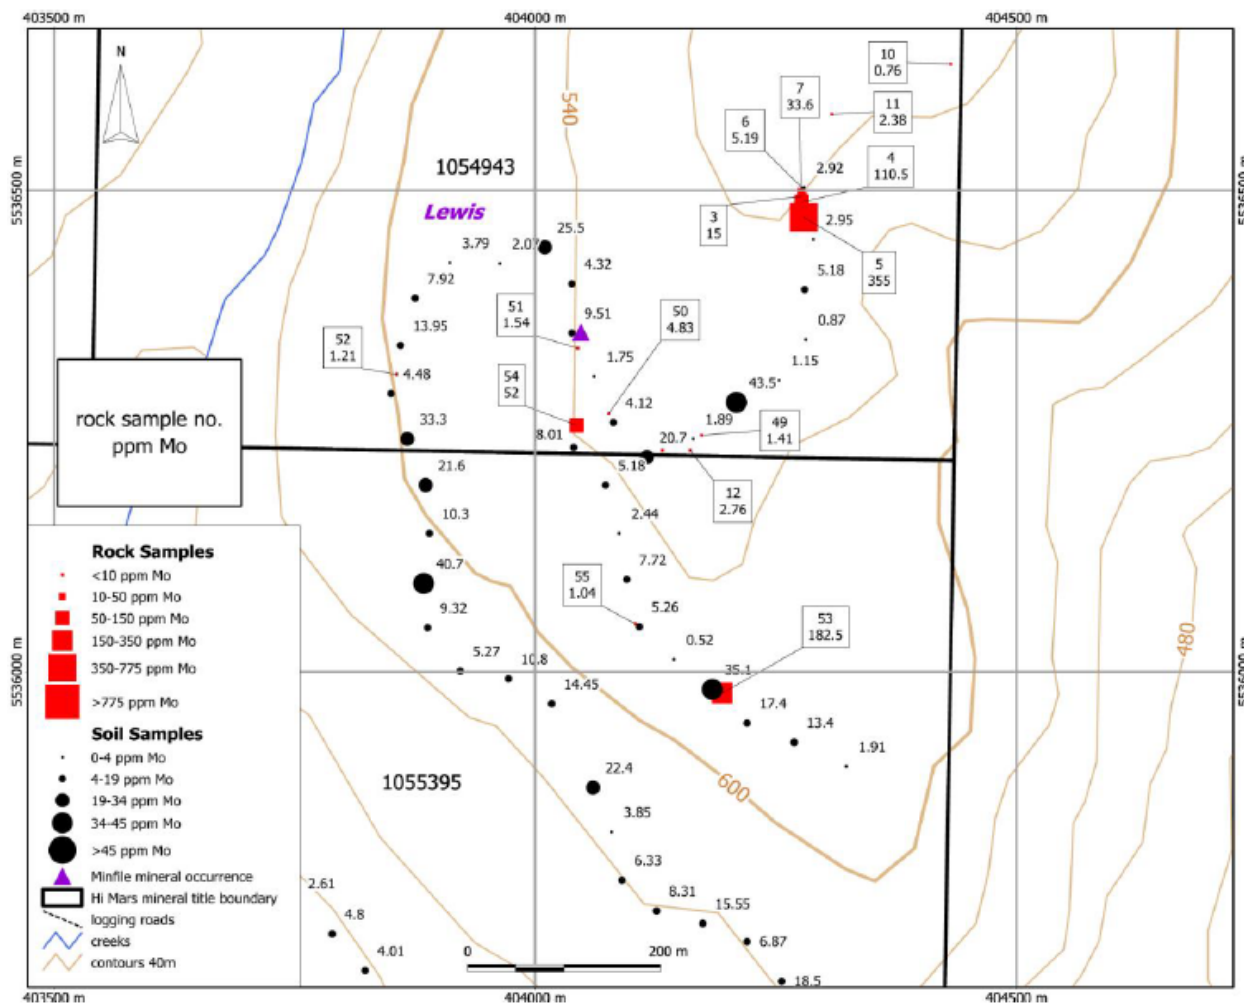 403500 m
404000 m
404500 m
N
10
0.76
7
33.6
11
2.38
6
5.19
540
4
110.5
2.92
1054943
5536500 m
5536500 m
Lewis
3
15
2.95
25.5
3.79
2.07
5
355
4.32
5.18
7.92
51
1.54
50
4.83
9.51
13.95
0.87
52
1.21
1.75
1.15
4.48
54
52
43.5
rock sample no.
ppm Mo
4.12
1.89
49
1.41
33.3
8.01
20.7
5.18
21.6
12
2.76
10.3
2.44
Rock Samples
<10 ppm Mo
10-50 ppm Mo
50-150 ppm Mo
150-350 ppm Mo
350-775 ppm Mo
>775 ppm Mo
Soil Samples
0-4 ppm Mo
4-19 ppm Mo
19-34 ppm Mo
34-45 ppm Mo
>45 ppm Mo
Minfile mineral occurrence
Hi Mars mineral title boundary
logging roads
creeks
contours 40m
40.7
7.72
55
1.04
9.32
5.26
53
182.5
480
0.52
5.27
10.8
35.1
5536000 m
5536000 m
14.45
17.4
13.4
1.91
1055395
22.4
600
3.85
6.33
2.61
8.31
15.55
4.8
6.87
4.01
0
200 m
18.5
403500 m
404000 m
404500 m